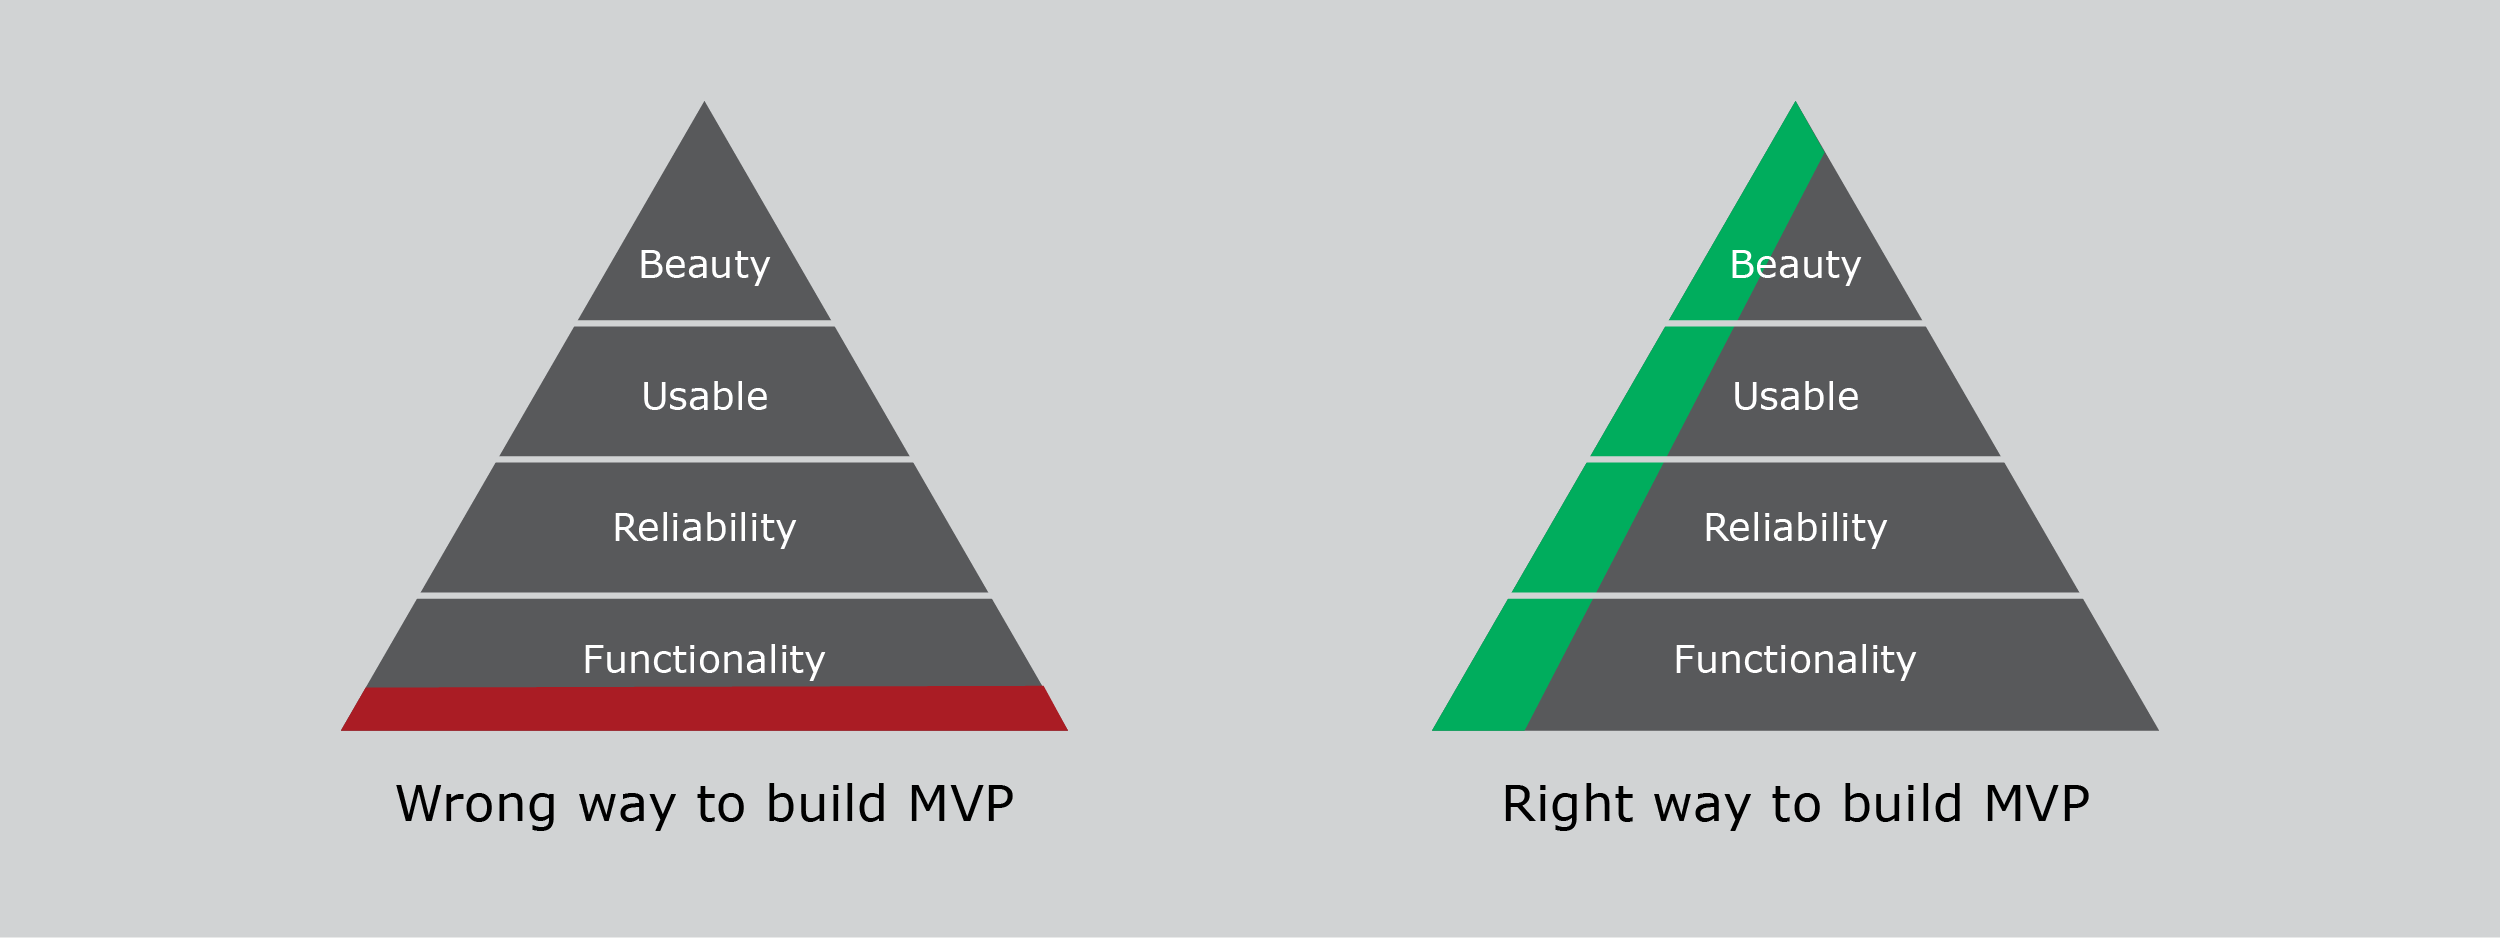 Beauty
Usable
Reliability
Functionality
Wrong way to build MVP
Beauty
Usable
Reliability
Functionality
Right way to build MVP